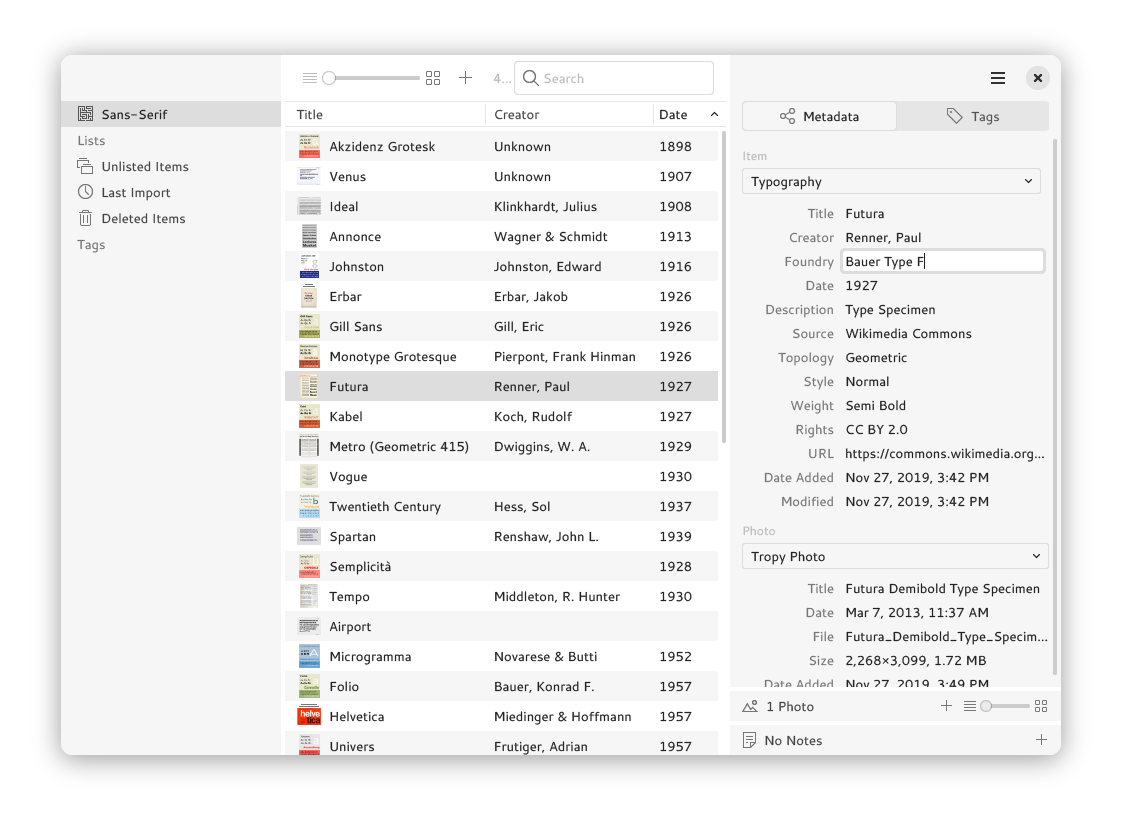 4... Search
Sans-Serif
Lists
Unlisted Items
Last Import
Deleted Items
Tags
Title Creator Date
Akzidenz Grotesk Unknown 1898
Venus Unknown 1907
Ideal Klinkhardt, Julius 1908
Annonce Wagner & Schmidt 1913
Johnston Johnston, Edward 1916
Erbar Erbar, Jakob 1926
Gill Sans Gill, Eric 1926
Monotype Grotesque Pierpont, Frank Hinman 1926
Futura Renner, Paul 1927
Kabel Koch, Rudolf 1927
Metro (Geometric 415) Dwiggins, W. A. 1929
Vogue 1930
Twentieth Century Hess, Sol 1937
Spartan Renshaw, John L. 1939
Semplicità 1928
Tempo Middleton, R. Hunter 1930
Airport
Microgramma Novarese & Butti 1952
Folio Bauer, Konrad F. 1957
Helvetica Miedinger & Hoffmann 1957
Univers Frutiger, Adrian 1957
Metadata Tags
Item
Typography
Title Futura
Creator Renner, Paul
Foundry Bauer Type F
Date 1927
Description Type Specimen
Source Wikimedia Commons
Topology Geometric
Style Normal
Weight Semi Bold
Rights CC BY 2.0
URL https://commons.wikimedia.org...
Date Added Nov 27, 2019, 3:42 PM
Modified Nov 27, 2019, 3:42 PM
Photo
Tropy Photo
Title Futura Demibold Type Specimen
Date Mar 7, 2013, 11:37 AM
File Futura_Demibold_Type_Specim...
Size 2,268×3,099, 1.72 MB
Date Added Nov 27, 2019, 3:49 PM
1 Photo
No Notes